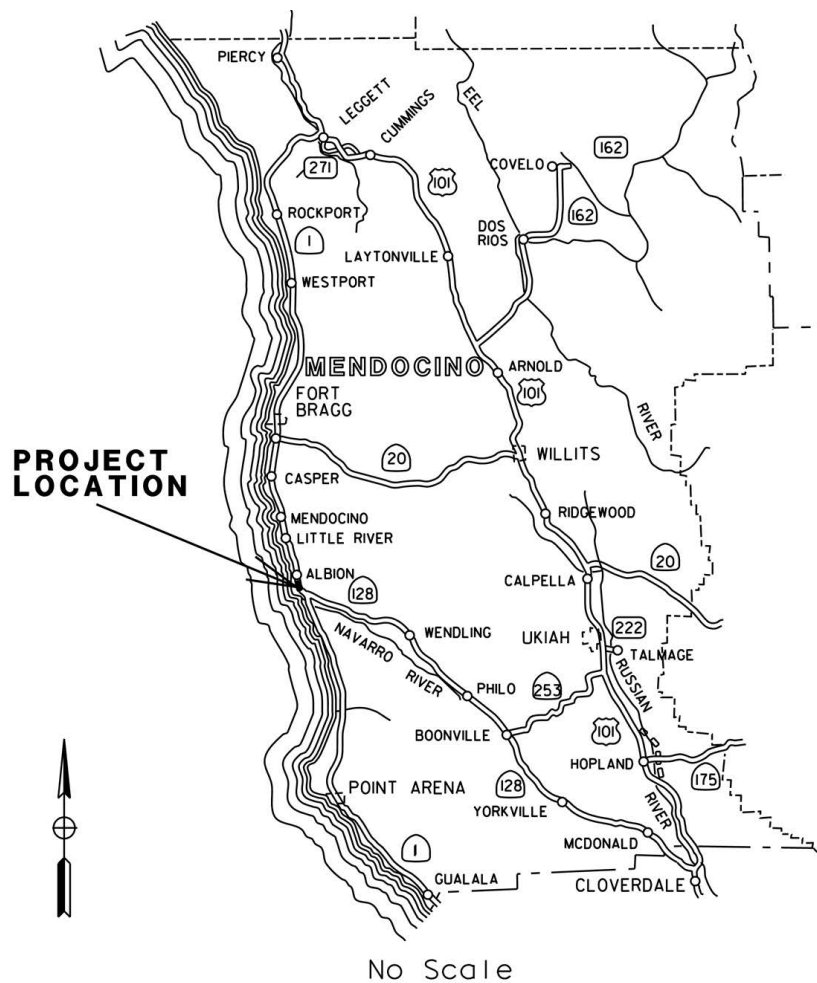 PIERCY
LEGGETT
CUMMINGS
EEL
271
101
COVELO
162
162
ROCKPORT
1
DOS
RIOS
LAYTONVILLE
WESTPORT
MENDOCINO
ARNOLD
FORT
BRAGG
101
RIVER
PROJECT
LOCATION
20
WILLITS
CASPER
MENDOCINO
RIDGEWOOD
LITTLE RIVER
ALBION
20
CALPELLA
128
NAVARRO
RIVER
WENDLING
UKIAH
222
TALMAGE
RUSSIAN
RIVER
PHILO
253
BOONVILLE
101
HOPLAND
175
POINT ARENA
128
YORKVILLE
MCDONALD
1
GUALALA
CLOVERDALE
No Scale